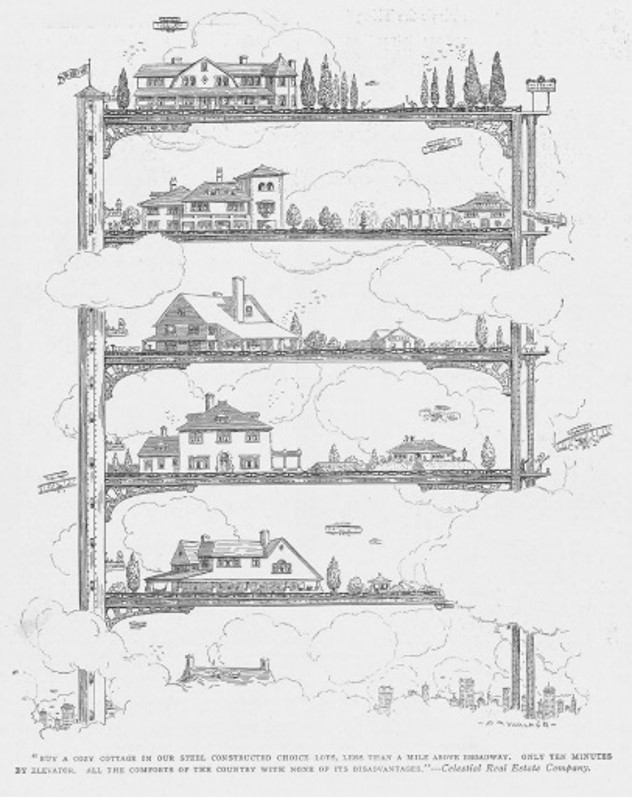 "BUY A COZY COTTAGE IN OUR STEEL CONSTRUCTED CHOICE LOTS, LESS THAN A MILE ABOVE BROADWAY. ONLY TEN MINUTES
BY ELEVATOR. ALL THE COMFORTS OF THE COUNTRY WITH NONE OF ITS DISADVANTAGES."—Celestial Real Estate Company.